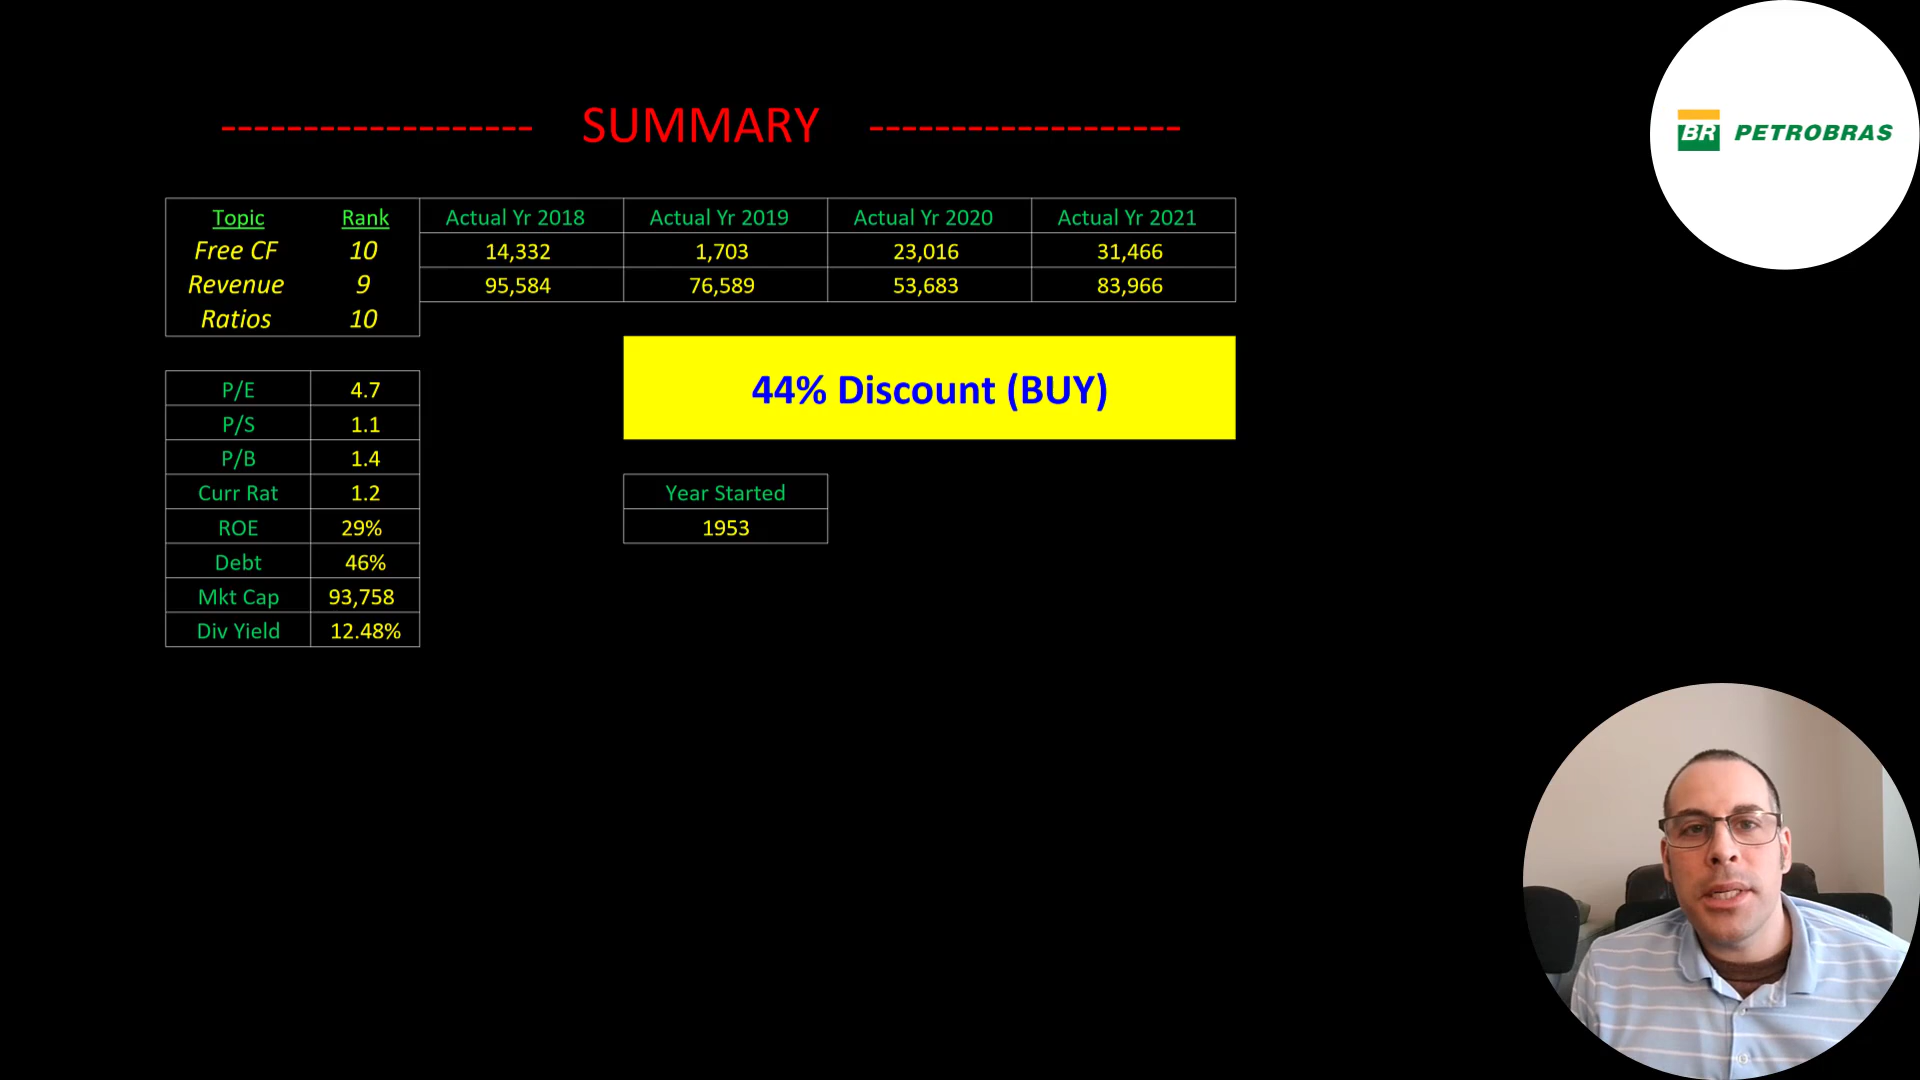 ------------------- SUMMARY -------------------
BR PETROBRAS
Topic Rank Actual Yr 2018 Actual Yr 2019 Actual Yr 2020 Actual Yr 2021
Free CF 10 14,332 1,703 23,016 31,466
Revenue 9 95,584 76,589 53,683 83,966
Ratios 10
44% Discount (BUY)
P/E 4.7
P/S 1.1
P/B 1.4
Curr Rat 1.2
ROE 29%
Debt 46%
Mkt Cap 93,758
Div Yield 12.48%
Year Started
1953